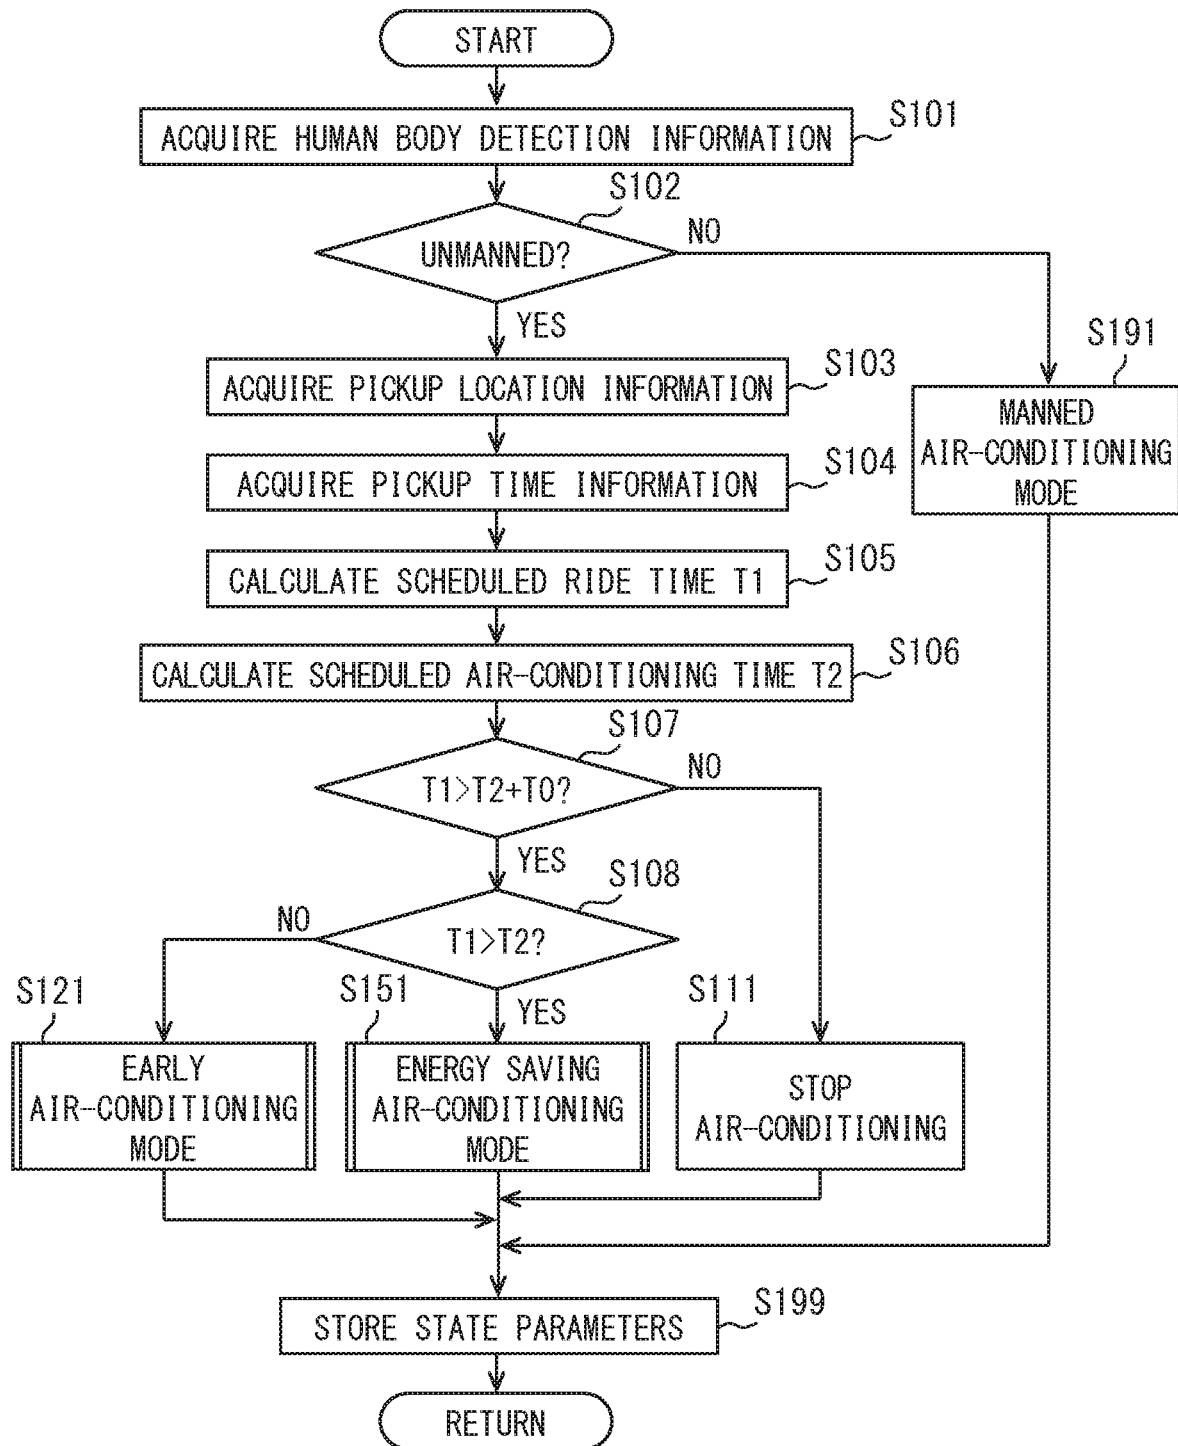 START
ACQUIRE HUMAN BODY DETECTION INFORMATION
S101
S102
UNMANNED?
NO
YES
S103
ACQUIRE PICKUP LOCATION INFORMATION
S191
MANNED
AIR-CONDITIONING
MODE
S104
ACQUIRE PICKUP TIME INFORMATION
S105
CALCULATE SCHEDULED RIDE TIME T1
S106
CALCULATE SCHEDULED AIR-CONDITIONING TIME T2
S107
T1>T2+T0?
NO
YES
S108
T1>T2?
NO
YES
S121
EARLY
AIR-CONDITIONING
MODE
S151
ENERGY SAVING
AIR-CONDITIONING
MODE
S111
STOP
AIR-CONDITIONING
S199
STORE STATE PARAMETERS
RETURN